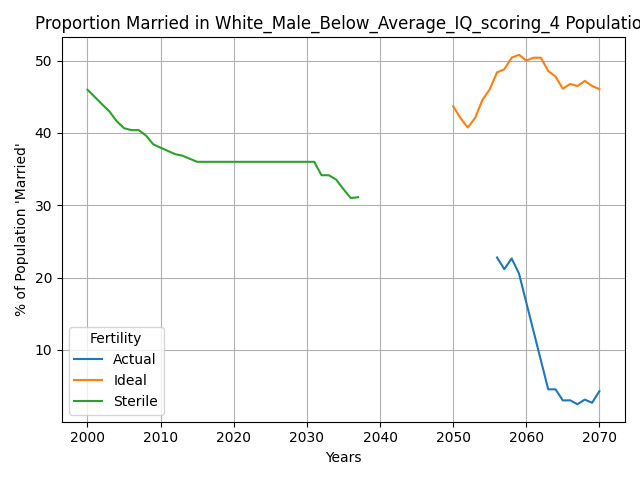 Proportion Married in White_Male_Below_Average_IQ_scoring_4 Populatio
% of Population 'Married'
50
40
30
20
10
Fertility
Actual
Ideal
Sterile
2000 2010 2020 2030 2040 2050 2060 2070
Years